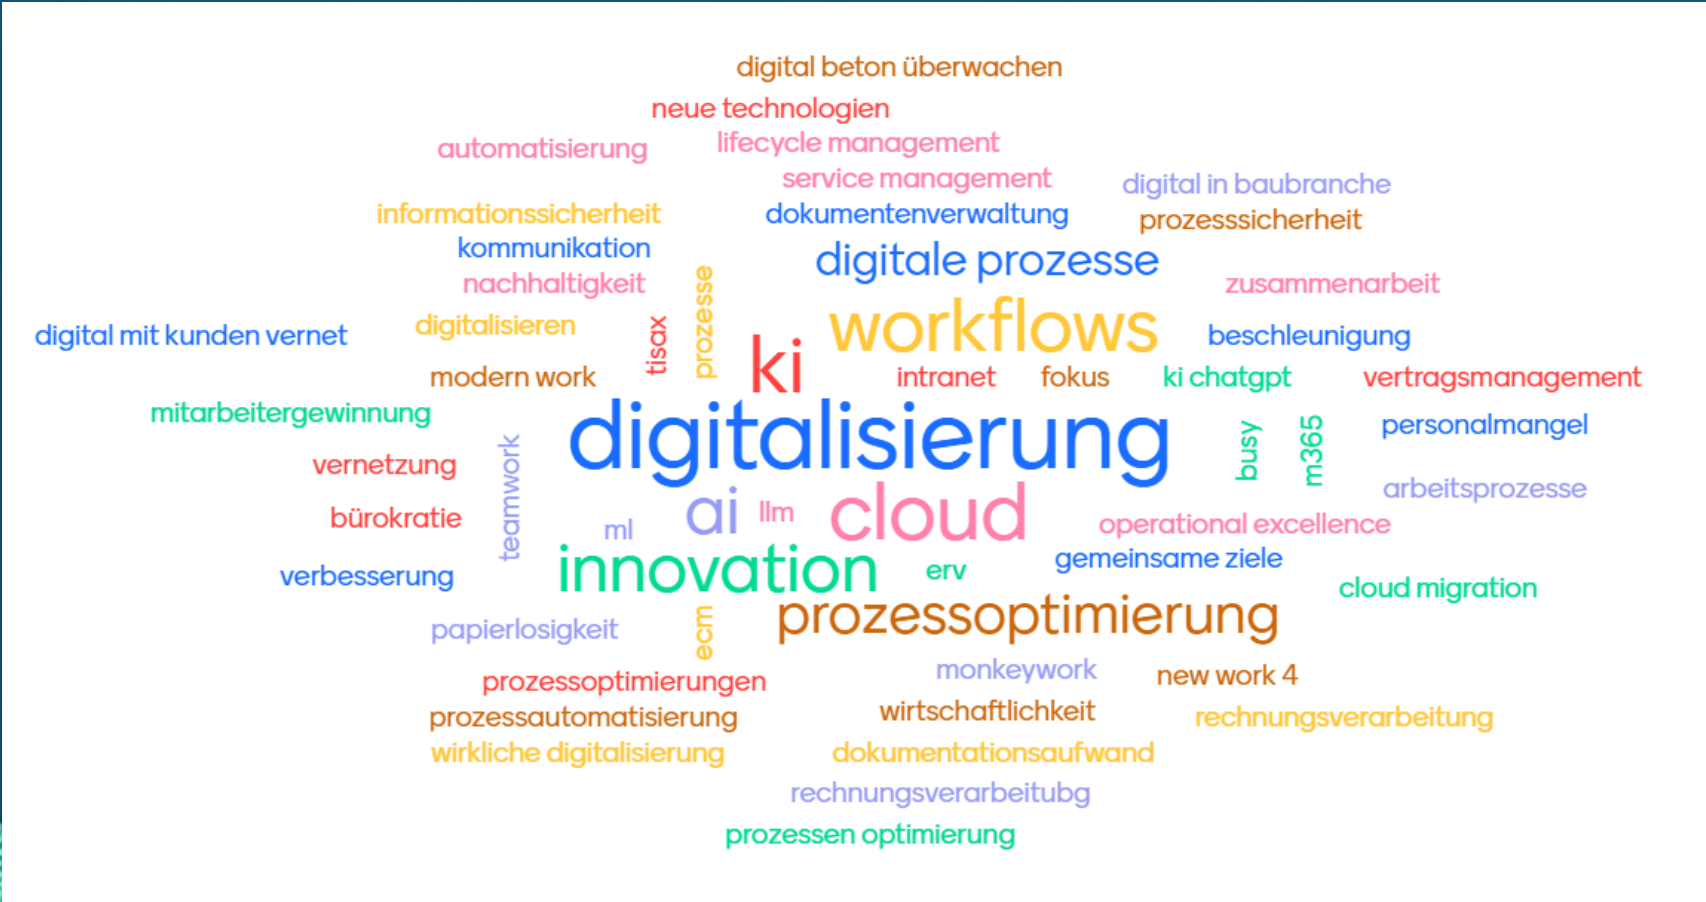 digital beton überwachen
neue technologien
automatisierung
lifecycle management
service management
digital in baubranche
informationssicherheit
dokumentenverwaltung
prozesssicherheit
kommunikation
digitale prozesse
nachhaltigkeit
prozesse
zusammenarbeit
digital mit kunden vernet
digitalisieren
tisax
workflows
beschleunigung
modern work
ki
intranet
fokus
ki chatgpt
vertragsmanagement
mitarbeitergewinnung
digitalisierung
personalmangel
vernetzung
teamwork
busy
m365
arbeitsprozesse
bürokratie
ml
ai
llm
cloud
operational excellence
verbesserung
innovation
erv
gemeinsame ziele
cloud migration
papierlosigkeit
ecm
prozessoptimierung
prozessoptimierungen
monkeywork
new work 4
prozessautomatisierung
wirtschaftlichkeit
rechnungsverarbeitung
wirkliche digitalisierung
dokumentationsaufwand
rechnungsverarbeitubg
prozessen optimierung